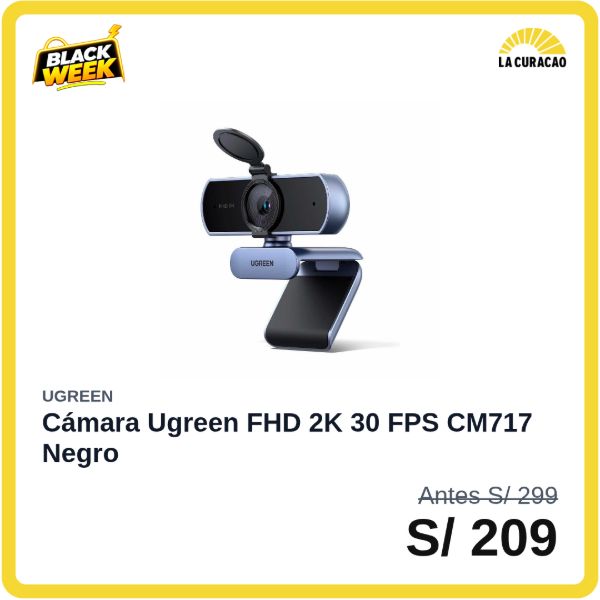 BLACK
WEEK
LA CURACAO
UGREEN
UGREEN
Cámara Ugreen FHD 2K 30 FPS CM717
Negro
Antes S/ 299
S/ 209